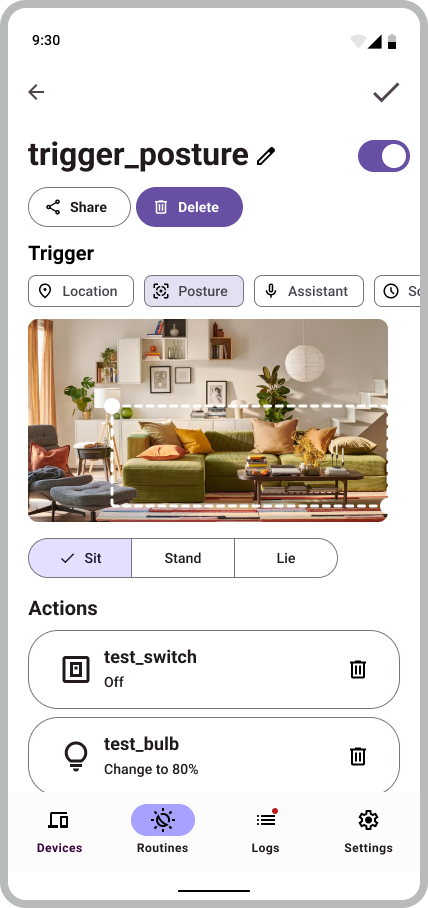 9:30
trigger_posture
Share
Delete
Trigger
Location
Posture
Assistant
Actions
Sit
Stand
Lie
test_switch
Off
test_bulb
Change to 80%
Devices
Routines
Logs
Settings